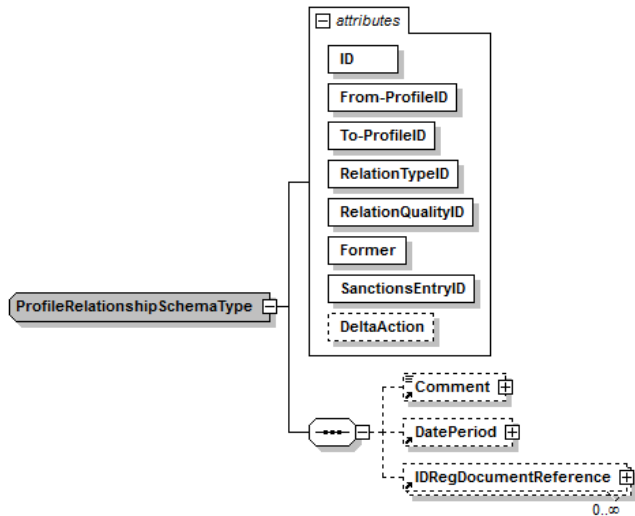 attributes
ID
From-ProfileID
To-ProfileID
RelationTypeID
RelationQualityID
Former
SanctionsEntryID
DeltaAction
ProfileRelationshipSchemaType
Comment
DatePeriod
IDRegDocumentReference
0..∞